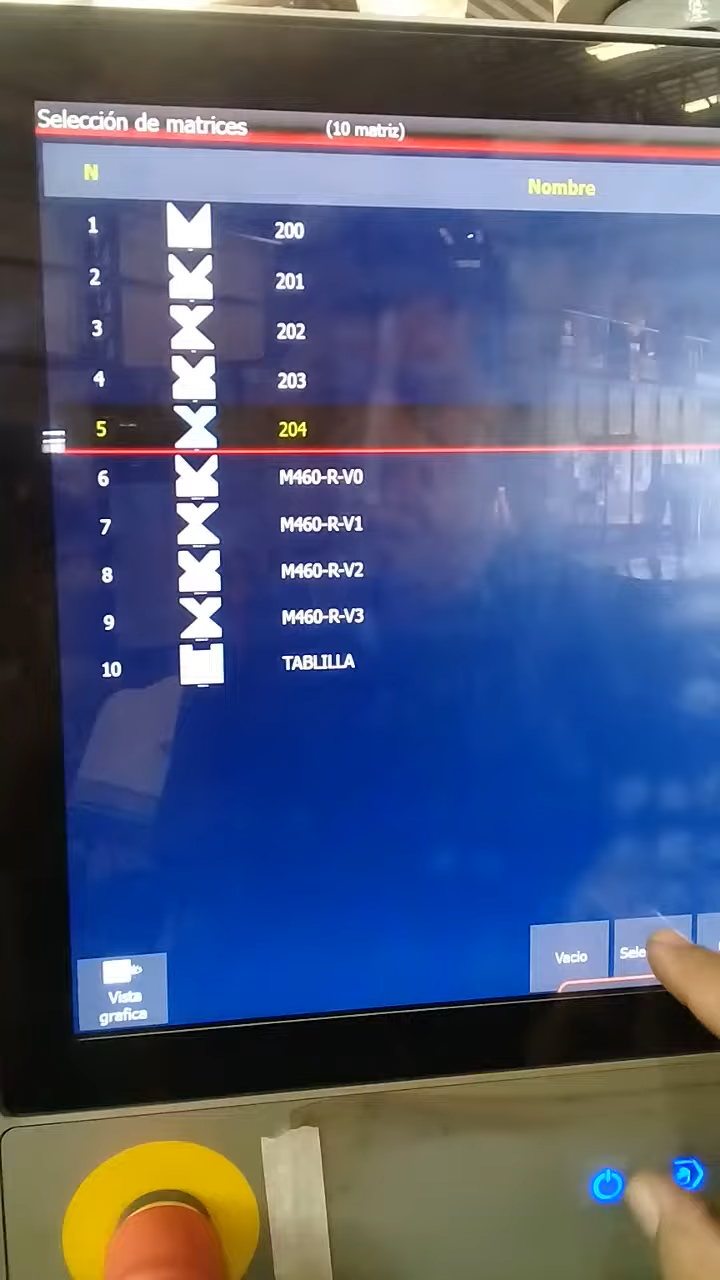 Selección de matrices (10 matriz)
N Nombre
1 200
2 201
3 202
4 203
5 204
6 M460-R-V0
7 M460-R-V1
8 M460-R-V2
9 M460-R-V3
10 TABLILLA
Vista
grafica
Vacio